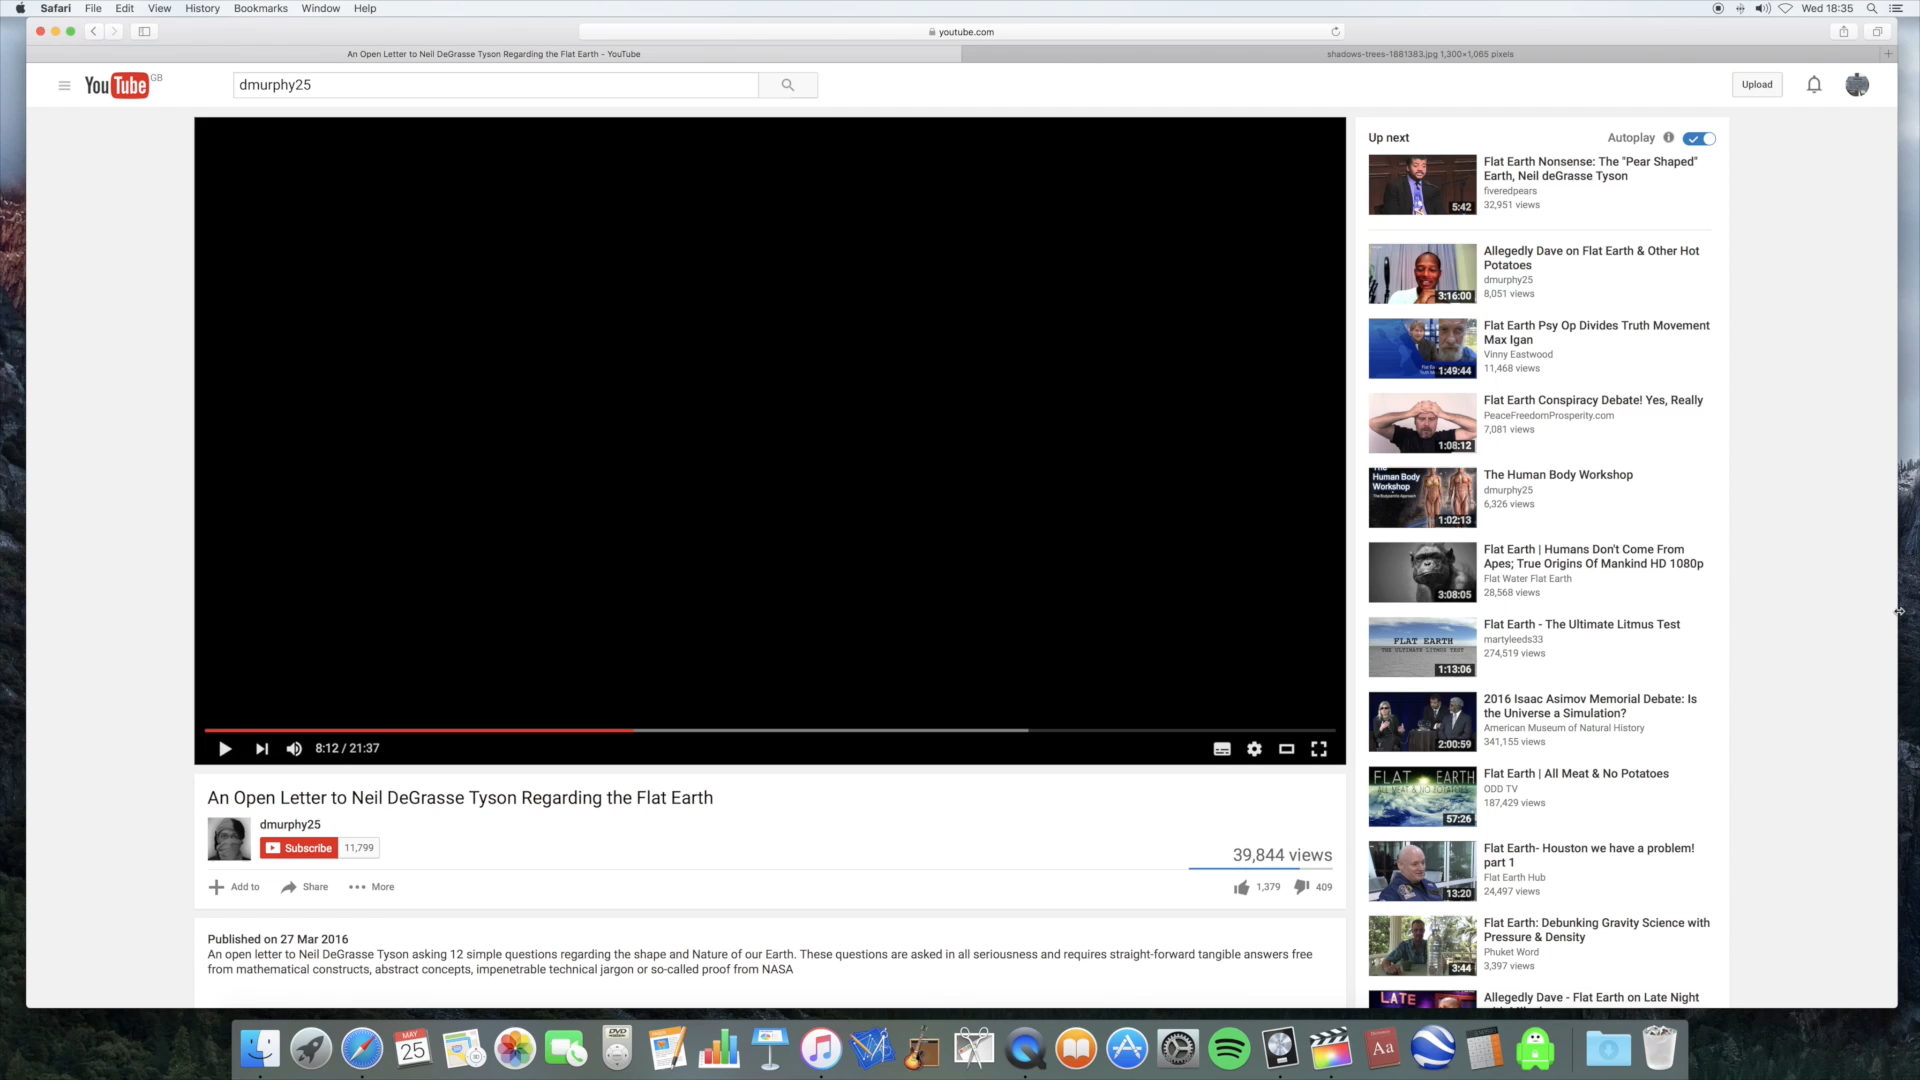 Safari File Edit View History Bookmarks Window Help
Wed 18:35
youtube.com
An Open Letter to Neil DeGrasse Tyson Regarding the Flat Earth - YouTube
shadows-trees-1881383.jpg 1,300×1,065 pixels
YouTube GB
dmurphy25
Upload
8:12 / 21:37
An Open Letter to Neil DeGrasse Tyson Regarding the Flat Earth
dmurphy25
Subscribe 11,799
39,844 views
Add to Share More
1,379 409
Published on 27 Mar 2016
An open letter to Neil DeGrasse Tyson asking 12 simple questions regarding the shape and Nature of our Earth. These questions are asked in all seriousness and requires straight-forward tangible answers free
from mathematical constructs, abstract concepts, impenetrable technical jargon or so-called proof from NASA
Up next
Autoplay
Flat Earth Nonsense: The "Pear Shaped"
Earth, Neil deGrasse Tyson
fiveredpears
32,951 views
5:42
Allegedly Dave on Flat Earth & Other Hot
Potatoes
dmurphy25
8,051 views
3:16:00
Flat Earth Psy Op Divides Truth Movement
Max Igan
Vinny Eastwood
11,468 views
1:49:44
Flat Earth Conspiracy Debate! Yes, Really
PeaceFreedomProsperity.com
7,081 views
1:08:12
The Human Body Workshop
dmurphy25
6,326 views
Human Body
Workshop
1:02:13
Flat Earth | Humans Don't Come From
Apes; True Origins Of Mankind HD 1080p
Flat Water Flat Earth
28,568 views
3:08:05
Flat Earth - The Ultimate Litmus Test
martyleeds33
274,519 views
FLAT EARTH
THE ULTIMATE LITMUS TEST
1:13:06
2016 Isaac Asimov Memorial Debate: Is
the Universe a Simulation?
American Museum of Natural History
341,155 views
2:00:59
Flat Earth | All Meat & No Potatoes
ODD TV
187,429 views
FLAT EARTH
ALL MEAT & NO POTATOES
57:26
Flat Earth- Houston we have a problem!
part 1
Flat Earth Hub
24,497 views
13:20
Flat Earth: Debunking Gravity Science with
Pressure & Density
Phuket Word
3,397 views
3:44
Allegedly Dave - Flat Earth on Late Night
LATE
MAY
25
DVD
Aa